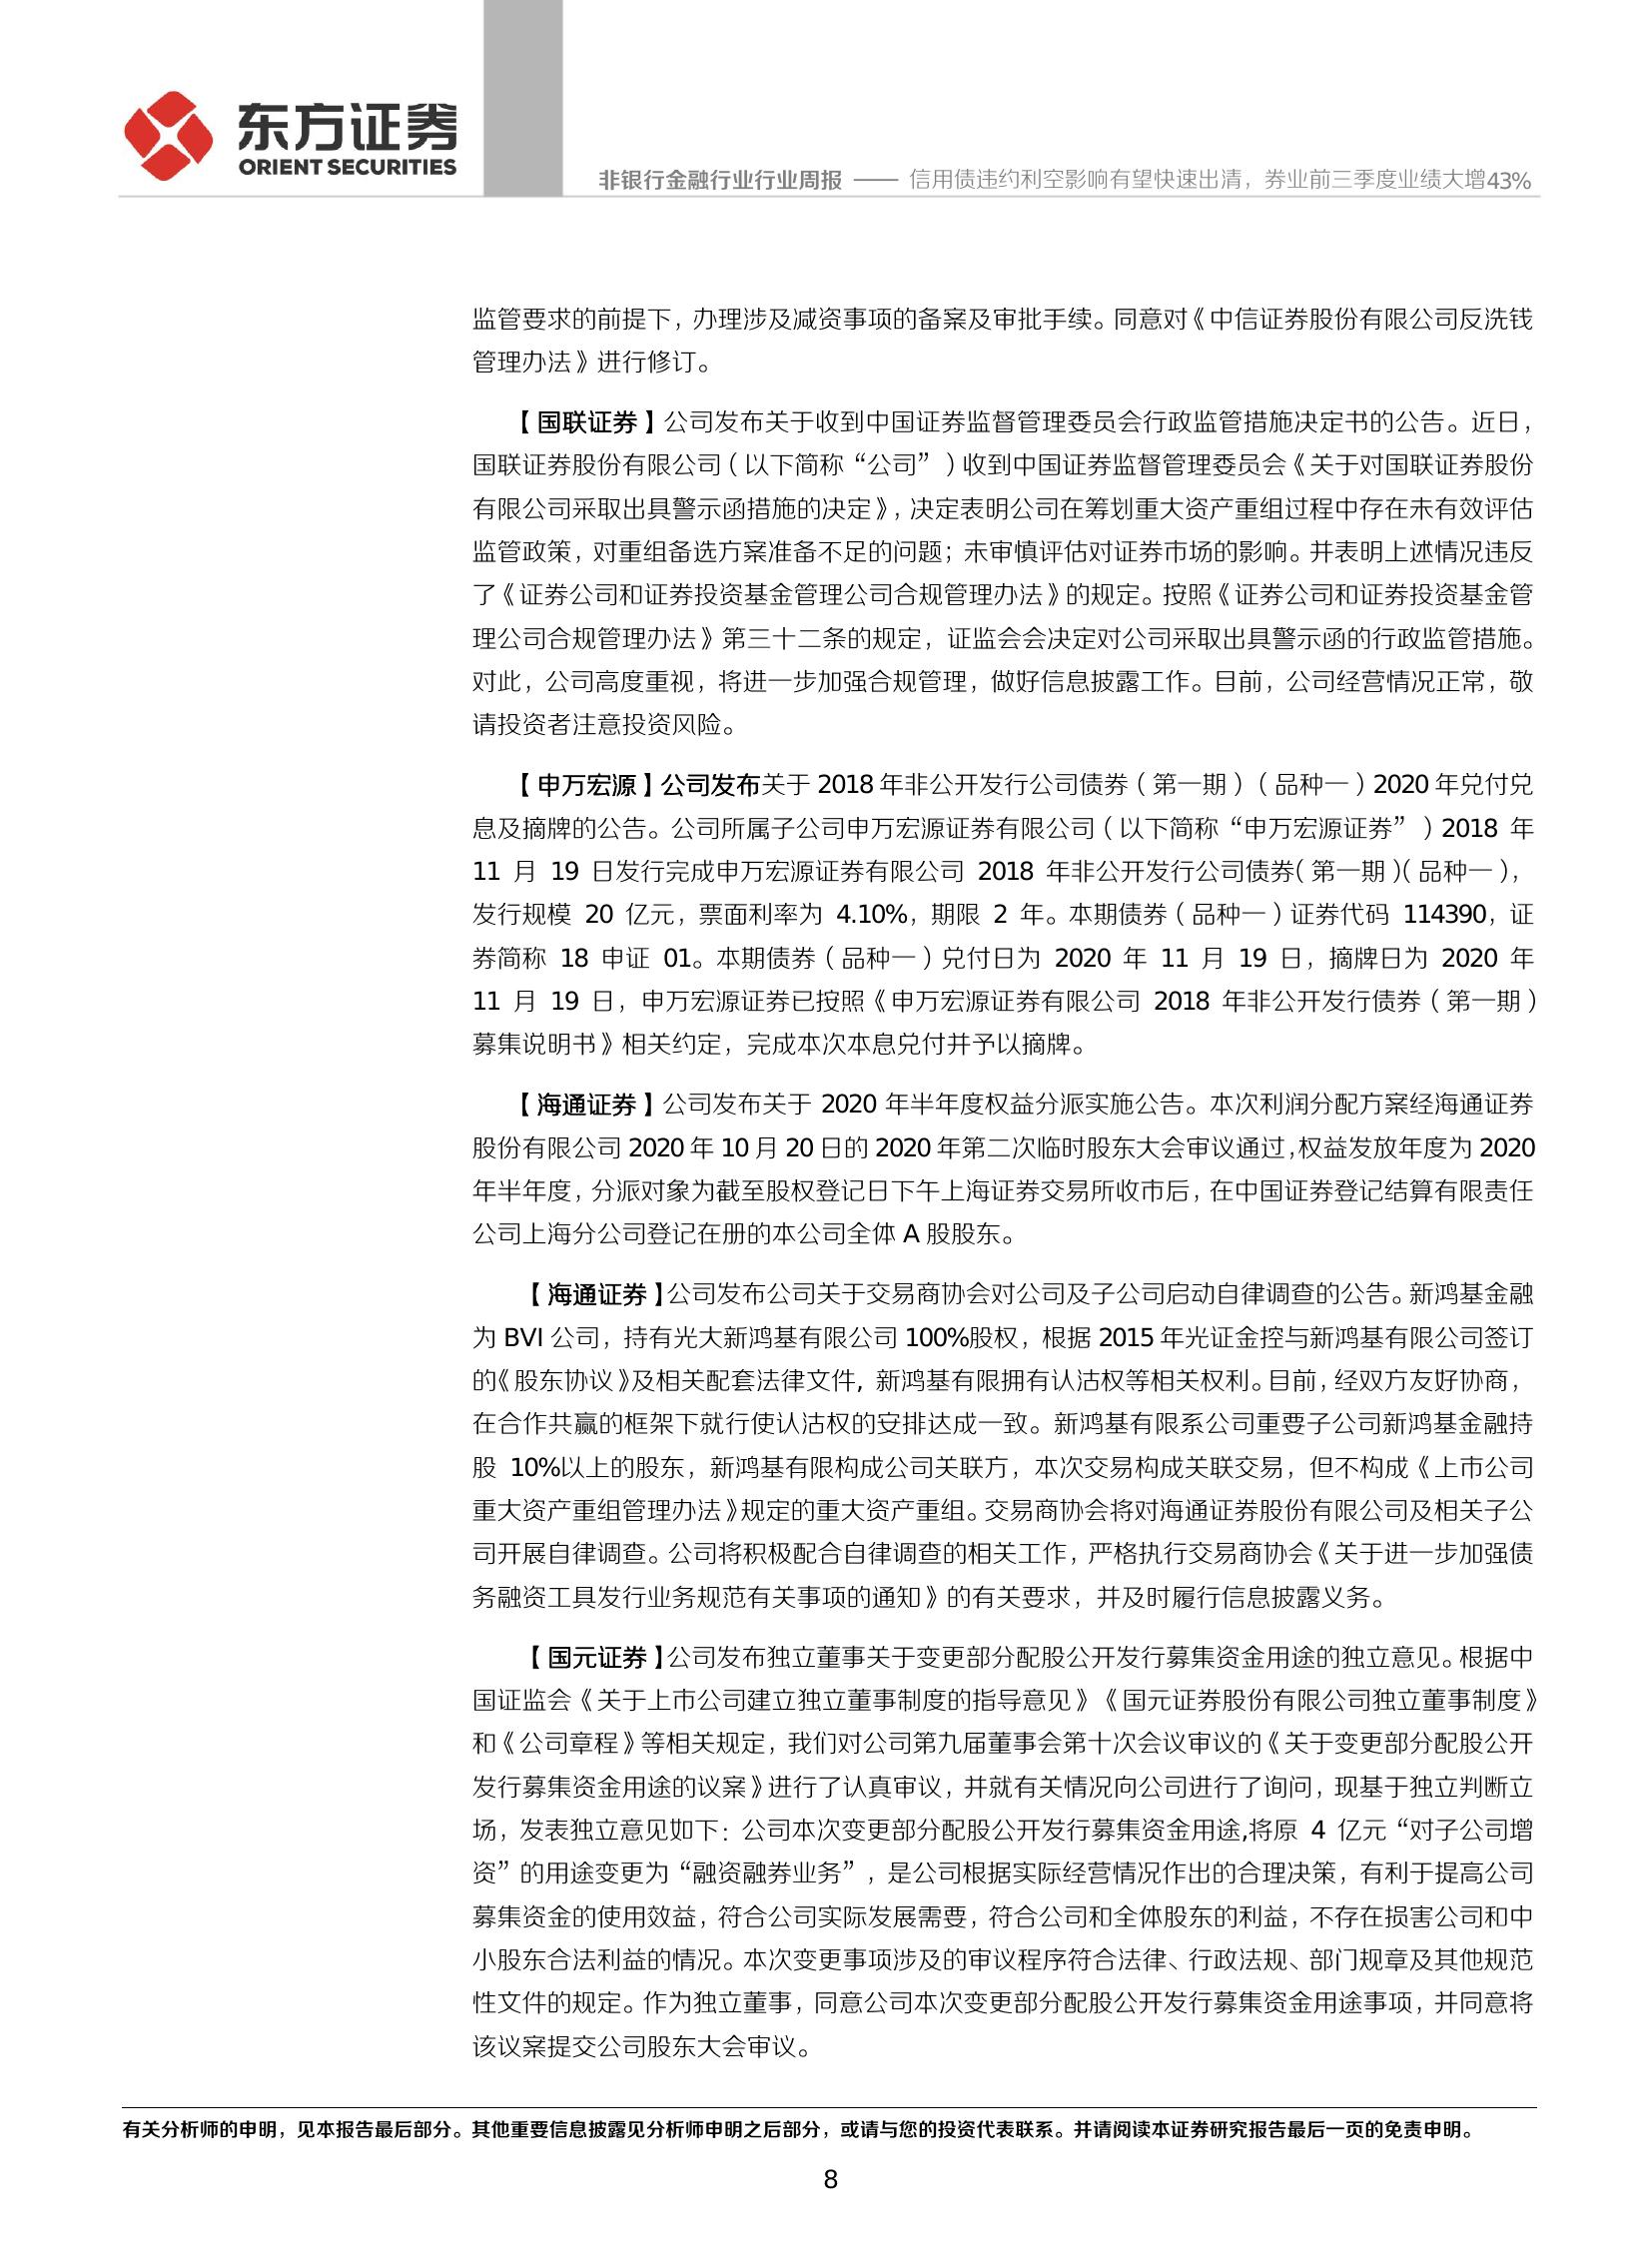 东方证券
ORIENT SECURITIES
非银行金融行业行业周报 —— 信用债违约利空影响有望快速出清，券业前三季度业绩大增43%
监管要求的前提下，办理涉及减资事项的备案及审批手续。同意对《中信证券股份有限公司反洗钱
管理办法》进行修订。
【国联证券】公司发布关于收到中国证券监督管理委员会行政监管措施决定书的公告。近日，
国联证券股份有限公司（以下简称“公司”）收到中国证券监督管理委员会《关于对国联证券股份
有限公司采取出具警示函措施的决定》，决定表明公司在筹划重大资产重组过程中存在未有效评估
监管政策，对重组备选方案准备不足的问题；未审慎评估对证券市场的影响。并表明上述情况违反
了《证券公司和证券投资基金管理公司合规管理办法》的规定。按照《证券公司和证券投资基金管
理公司合规管理办法》第三十二条的规定，证监会会决定对公司采取出具警示函的行政监管措施。
对此，公司高度重视，将进一步加强合规管理，做好信息披露工作。目前，公司经营情况正常，敬
请投资者注意投资风险。
【申万宏源】公司发布关于 2018 年非公开发行公司债券（第一期）（品种一）2020 年兑付兑
息及摘牌的公告。公司所属子公司申万宏源证券有限公司（以下简称“申万宏源证券”）2018 年
11 月 19 日发行完成申万宏源证券有限公司 2018 年非公开发行公司债券（第一期）（品种一），
发行规模 20 亿元，票面利率为 4.10%，期限 2 年。本期债券（品种一）证券代码 114390，证
券简称 18 申证 01。本期债券（品种一）兑付日为 2020 年 11 月 19 日，摘牌日为 2020 年
11 月 19 日，申万宏源证券已按照《申万宏源证券有限公司 2018 年非公开发行债券（第一期）
募集说明书》相关约定，完成本次本息兑付并予以摘牌。
【海通证券】公司发布关于 2020 年半年度权益分派实施公告。本次利润分配方案经海通证券
股份有限公司 2020 年 10 月 20 日的 2020 年第二次临时股东大会审议通过,权益发放年度为 2020
年半年度，分派对象为截至股权登记日下午上海证券交易所收市后，在中国证券登记结算有限责任
公司上海分公司登记在册的本公司全体 A 股股东。
【海通证券】公司发布公司关于交易商协会对公司及子公司启动自律调查的公告。新鸿基金融
为 BVI 公司，持有光大新鸿基有限公司 100%股权，根据 2015 年光证金控与新鸿基有限公司签订
的《股东协议》及相关配套法律文件, 新鸿基有限拥有认沽权等相关权利。目前，经双方友好协商，
在合作共赢的框架下就行使认沽权的安排达成一致。新鸿基有限系公司重要子公司新鸿基金融持
股 10%以上的股东，新鸿基有限构成公司关联方，本次交易构成关联交易，但不构成《上市公司
重大资产重组管理办法》规定的重大资产重组。交易商协会将对海通证券股份有限公司及相关子公
司开展自律调查。公司将积极配合自律调查的相关工作，严格执行交易商协会《关于进一步加强债
务融资工具发行业务规范有关事项的通知》的有关要求，并及时履行信息披露义务。
【国元证券】公司发布独立董事关于变更部分配股公开发行募集资金用途的独立意见。根据中
国证监会《关于上市公司建立独立董事制度的指导意见》《国元证券股份有限公司独立董事制度》
和《公司章程》等相关规定，我们对公司第九届董事会第十次会议审议的《关于变更部分配股公开
发行募集资金用途的议案》进行了认真审议，并就有关情况向公司进行了询问，现基于独立判断立
场，发表独立意见如下：公司本次变更部分配股公开发行募集资金用途,将原 4 亿元“对子公司增
资”的用途变更为“融资融券业务”，是公司根据实际经营情况作出的合理决策，有利于提高公司
募集资金的使用效益，符合公司实际发展需要，符合公司和全体股东的利益，不存在损害公司和中
小股东合法利益的情况。本次变更事项涉及的审议程序符合法律、行政法规、部门规章及其他规范
性文件的规定。作为独立董事，同意公司本次变更部分配股公开发行募集资金用途事项，并同意将
该议案提交公司股东大会审议。
有关分析师的申明，见本报告最后部分。其他重要信息披露见分析师申明之后部分，或请与您的投资代表联系。并请阅读本证券研究报告最后一页的免责申明。
8